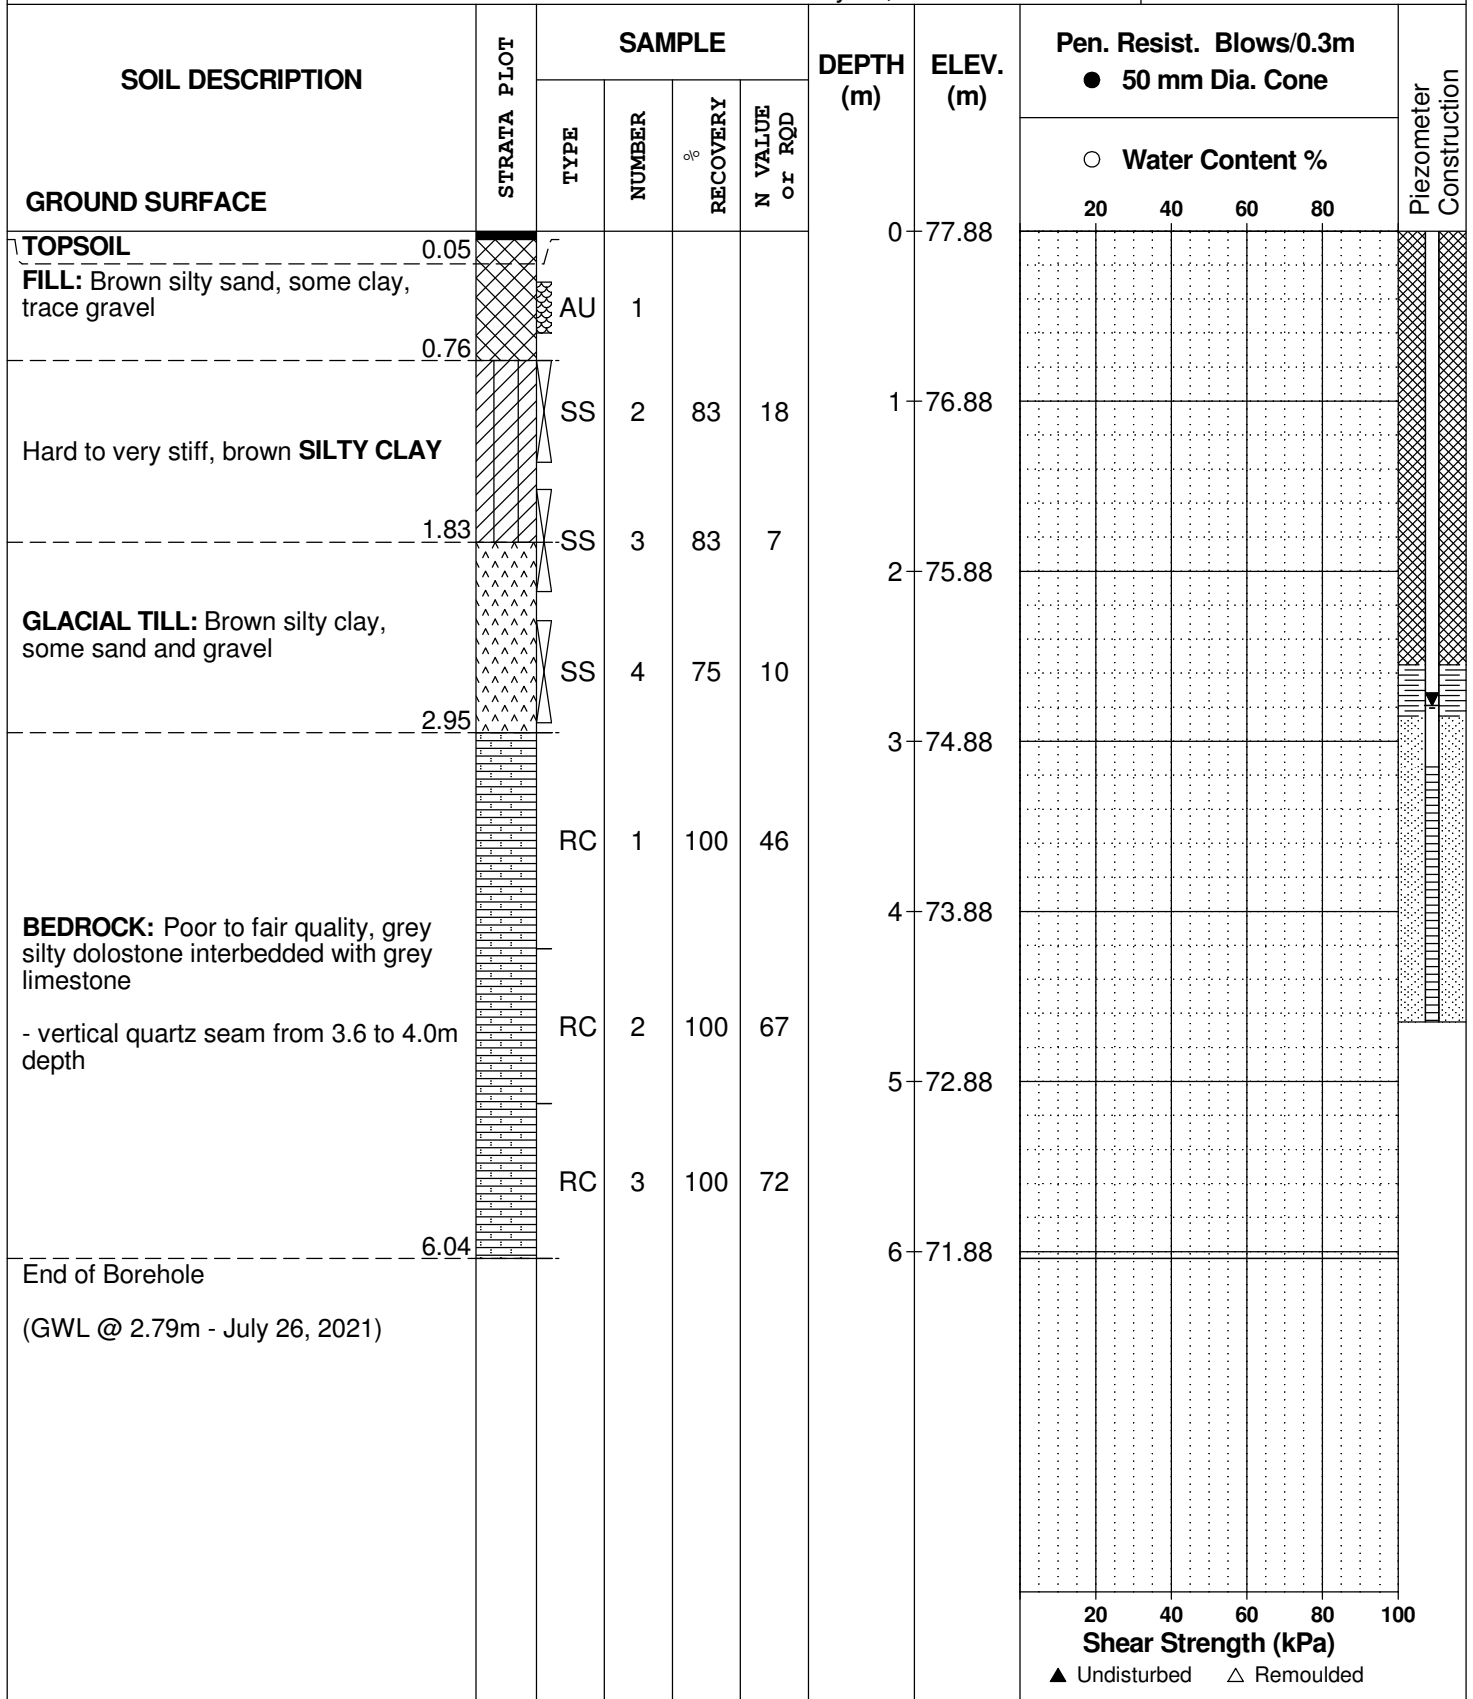 SOIL DESCRIPTION
GROUND SURFACE
STRATA PLOT
SAMPLE
TYPE
NUMBER
% RECOVERY
N VALUE or RQD
DEPTH (m)
ELEV. (m)
Pen. Resist. Blows/0.3m
● 50 mm Dia. Cone
○ Water Content %
20 40 60 80
Piezometer Construction
0 77.88
TOPSOIL 0.05
FILL: Brown silty sand, some clay,
trace gravel
AU 1
0.76
SS 2 83 18
1 76.88
Hard to very stiff, brown SILTY CLAY
1.83
SS 3 83 7
2 75.88
GLACIAL TILL: Brown silty clay,
some sand and gravel
SS 4 75 10
2.95
3 74.88
RC 1 100 46
4 73.88
BEDROCK: Poor to fair quality, grey
silty dolostone interbedded with grey
limestone
- vertical quartz seam from 3.6 to 4.0m
depth
RC 2 100 67
5 72.88
RC 3 100 72
6.04
6 71.88
End of Borehole
(GWL @ 2.79m - July 26, 2021)
20 40 60 80 100
Shear Strength (kPa)
▲ Undisturbed △ Remoulded